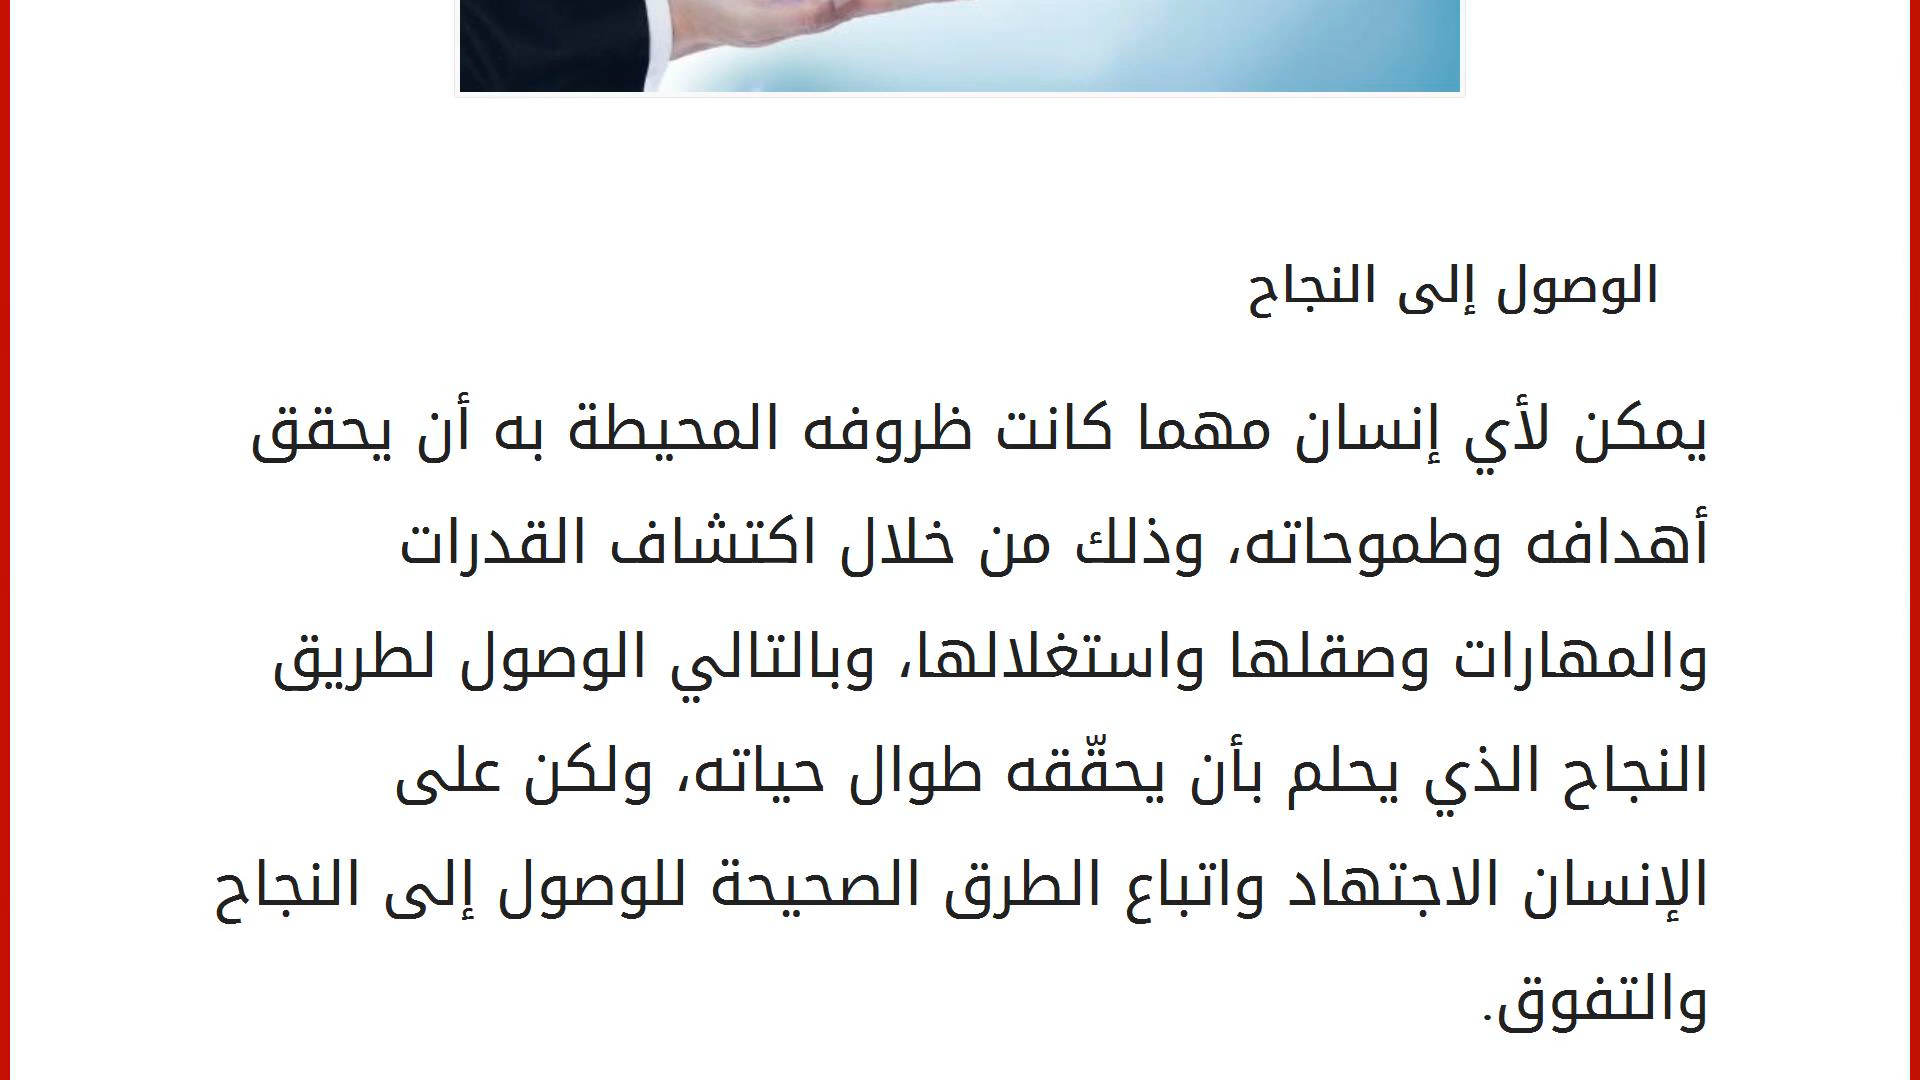 الوصول إلى النجاح
يمكن لأي إنسان مهما كانت ظروفه المحيطة به أن يحقق
أهدافه وطموحاته، وذلك من خلال اكتشاف القدرات
والمهارات وصقلها واستغلالها، وبالتالي الوصول لطريق
النجاح الذي يحلم بأن يحقّقه طوال حياته، ولكن على
الإنسان الاجتهاد واتباع الطرق الصحيحة للوصول إلى النجاح
والتفوق.